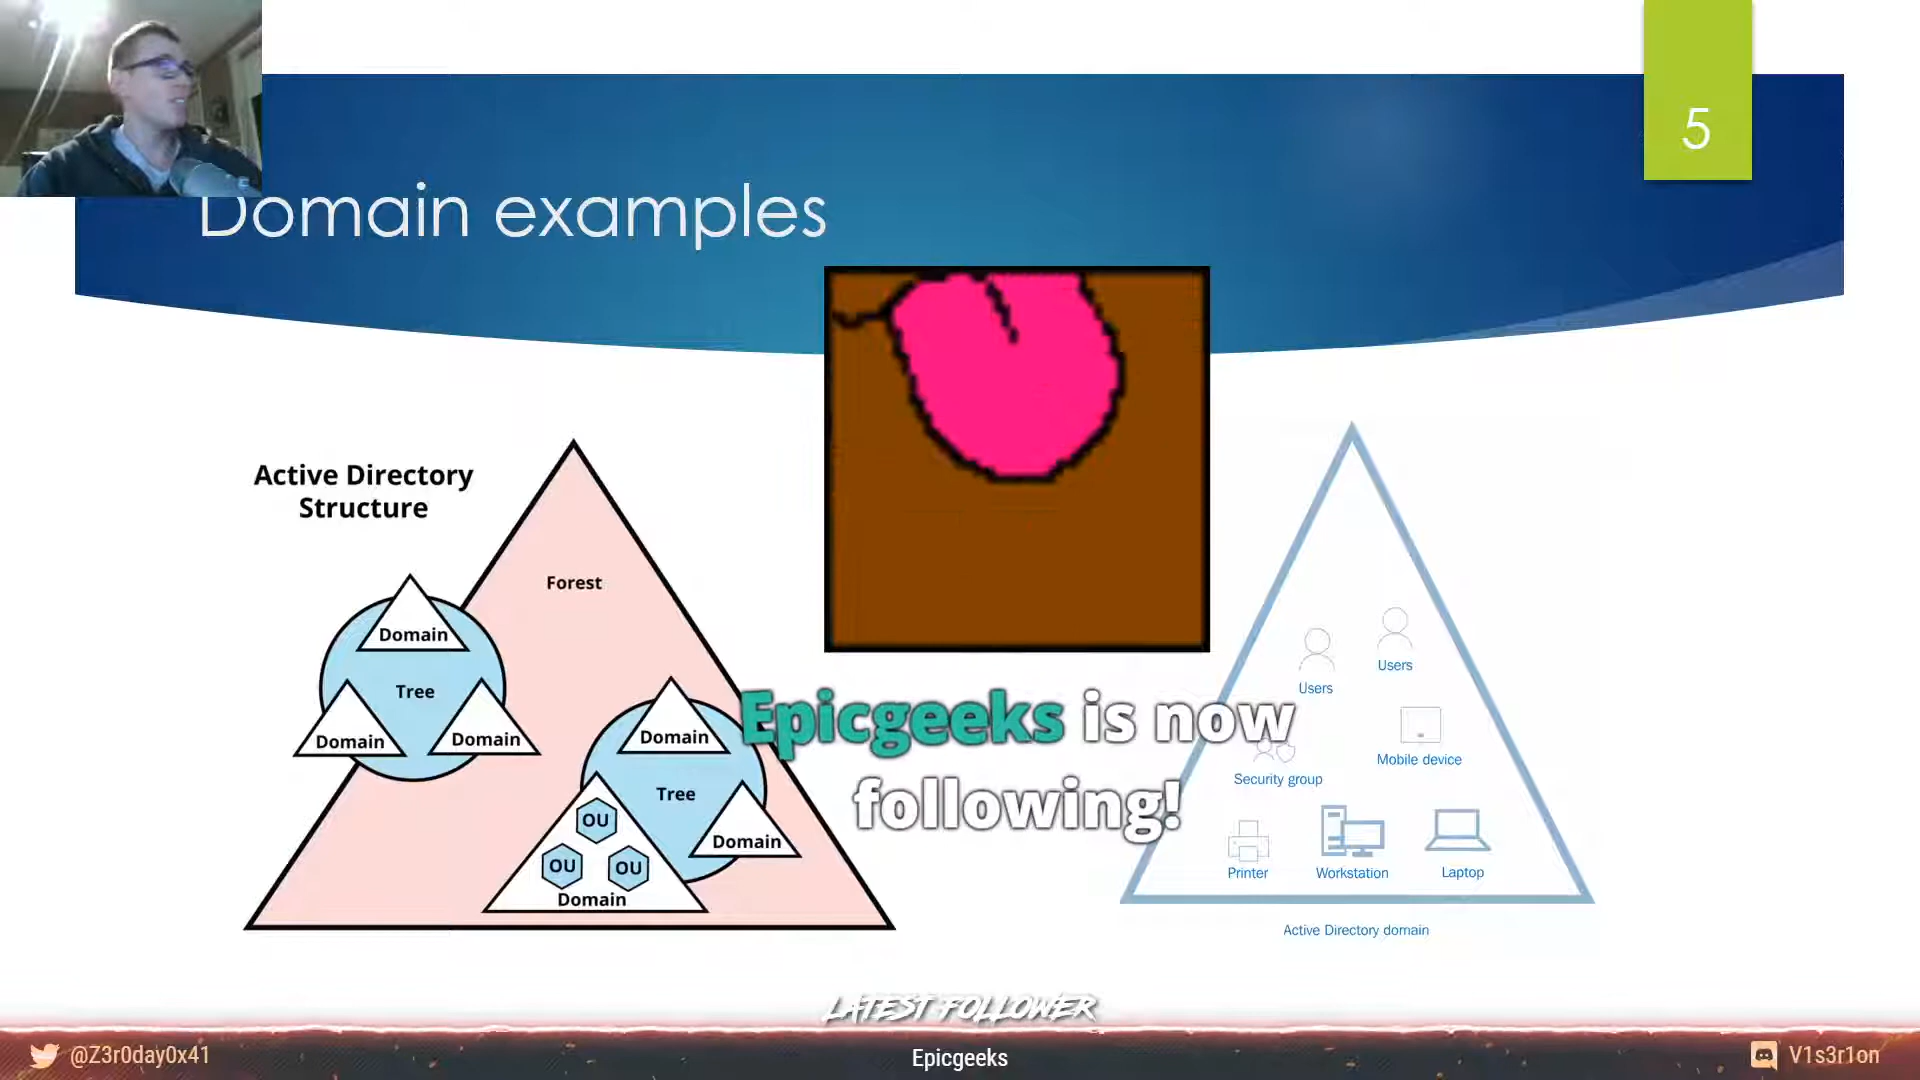 5
Domain examples
Active Directory
Structure
Forest
Domain
Tree
Domain
Domain
Domain
Tree
OU
OU
OU
Domain
Domain
Epicgeeks is now
following!
Users
Users
Security group
Mobile device
Printer
Workstation
Laptop
Active Directory domain
LATEST FOLLOWER
@Z3r0day0x41
Epicgeeks
V1s3r1on